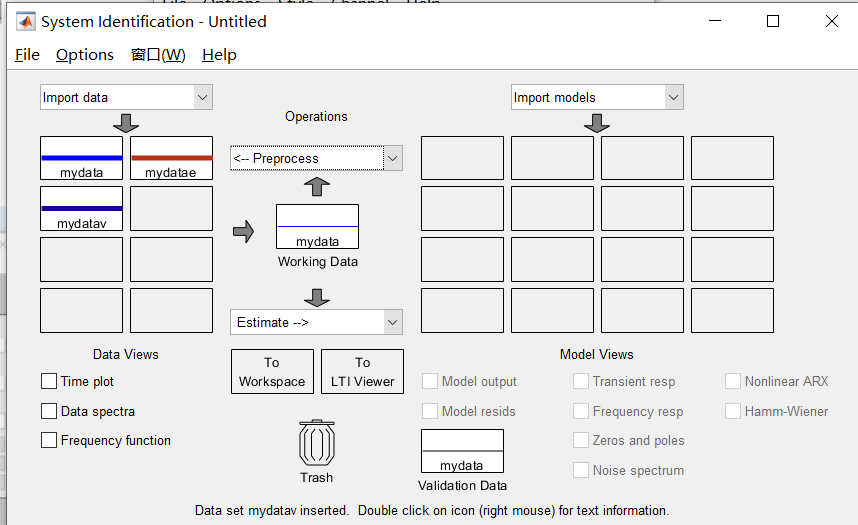 System Identification - Untitled
File Options 窗口(W) Help
Import data
Import models
Operations
mydata
mydatae
<-- Preprocess
mydatav
mydata
Working Data
Estimate -->
Data Views
Model Views
To Workspace
To LTI Viewer
Time plot
Data spectra
Frequency function
Model output
Transient resp
Nonlinear ARX
Model resids
Frequency resp
Hamm-Wiener
Zeros and poles
Noise spectrum
mydata
Validation Data
Trash
Data set mydatav inserted. Double click on icon (right mouse) for text information.